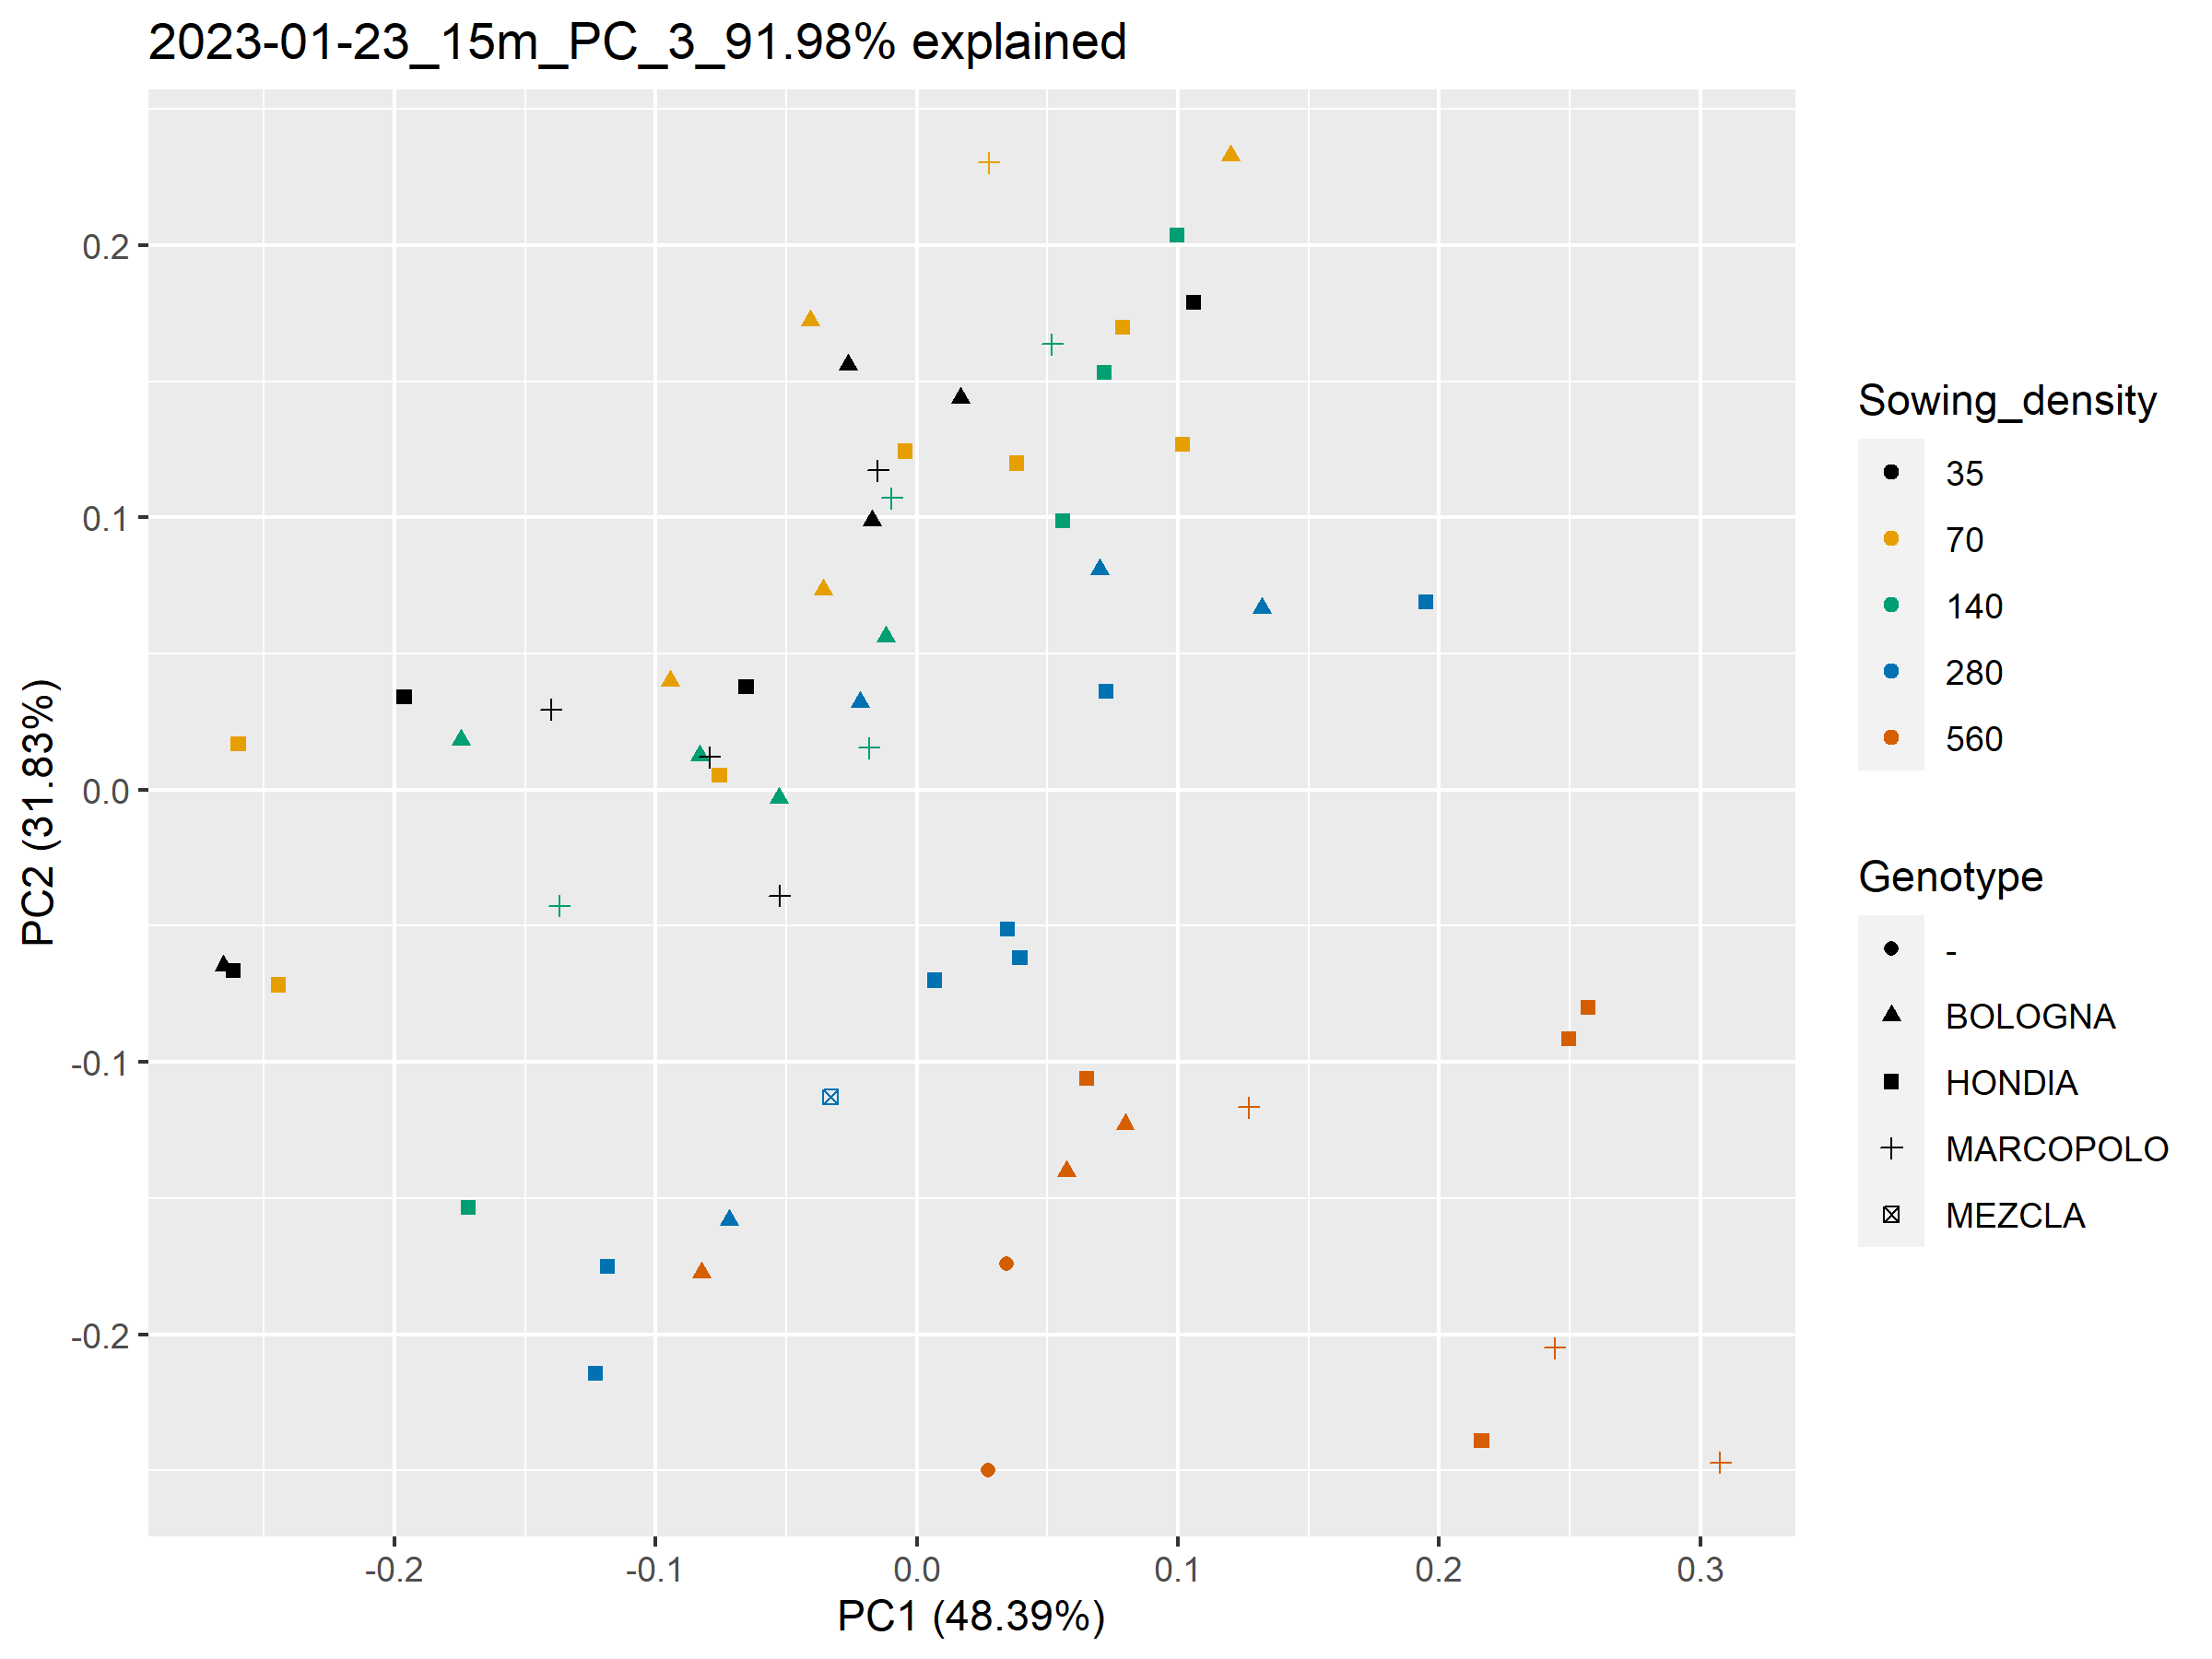 2023-01-23_15m_PC_3_91.98% explained
PC2 (31.83%)
0.2
0.1
0.0
-0.1
-0.2
-0.2
-0.1
0.0
0.1
0.2
0.3
PC1 (48.39%)
Sowing_density
35
70
140
280
560
Genotype
-
BOLOGNA
HONDIA
MARCOPOLO
MEZCLA